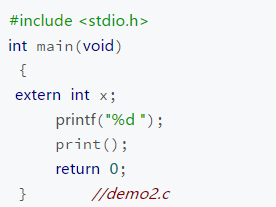 #include <stdio.h>
int main(void)
{
extern int x;
printf("%d ");
print();
return 0;
} //demo2.c